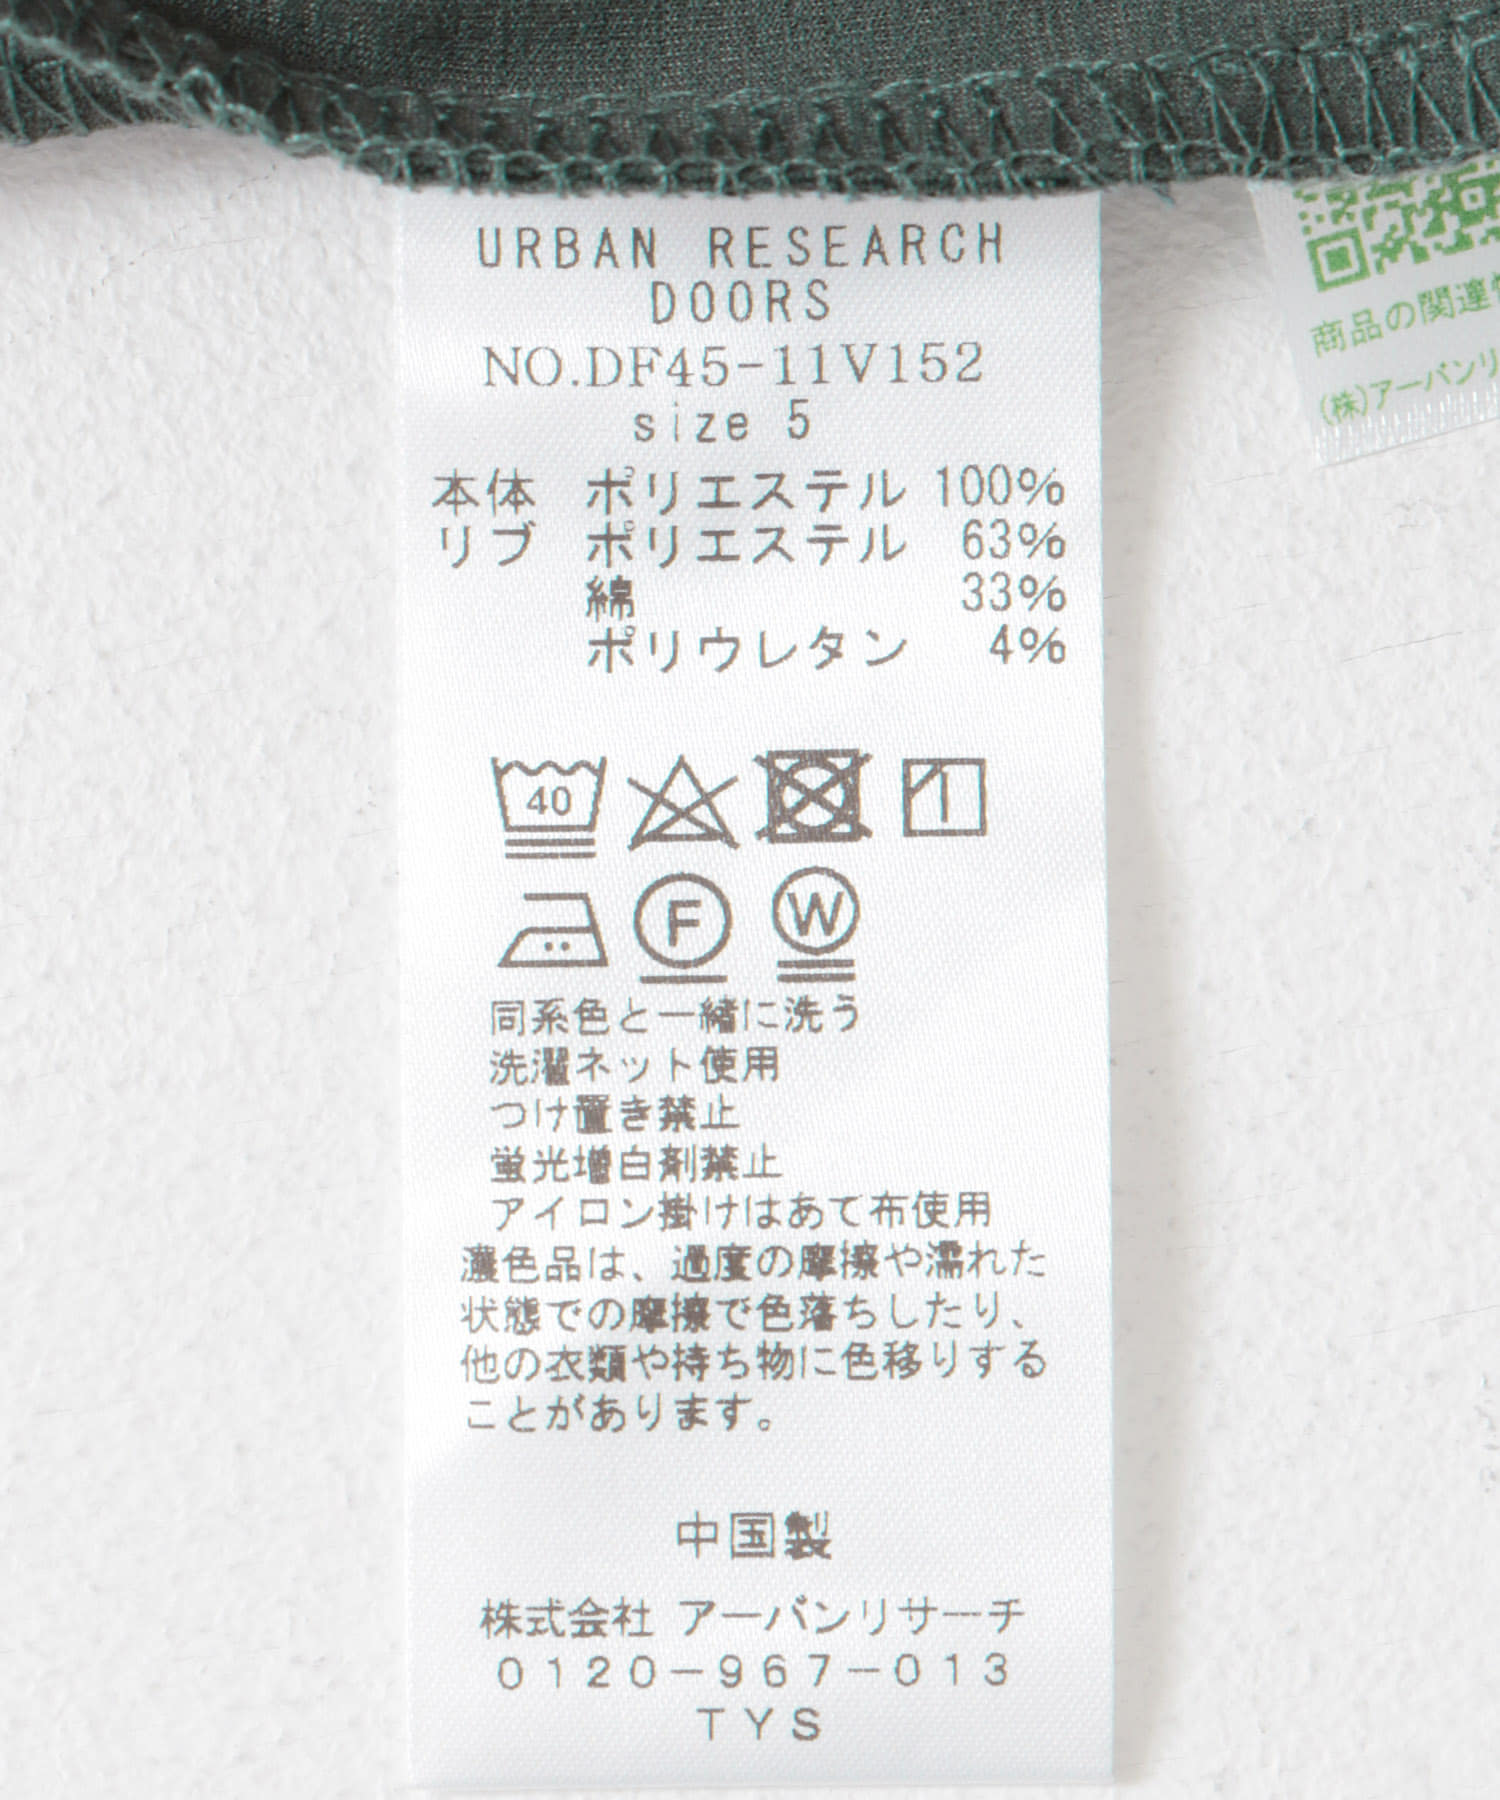 URBAN RESEARCH
DOORS
NO.DF45-11V152
size 5
本体 ポリエステル 100%
リブ ポリエステル 63%
綿 33%
ポリウレタン 4%
40
F W
同系色と一緒に洗う
洗濯ネット使用
つけ置き禁止
蛍光増白剤禁止
アイロン掛けはあて布使用
濃色品は、過度の摩擦や濡れた
状態での摩擦で色落ちしたり、
他の衣類や持ち物に色移りする
ことがあります。
中国製
株式会社 アーバンリサーチ
0120-967-013
TYS
商品の関連
(株)アーバンリ